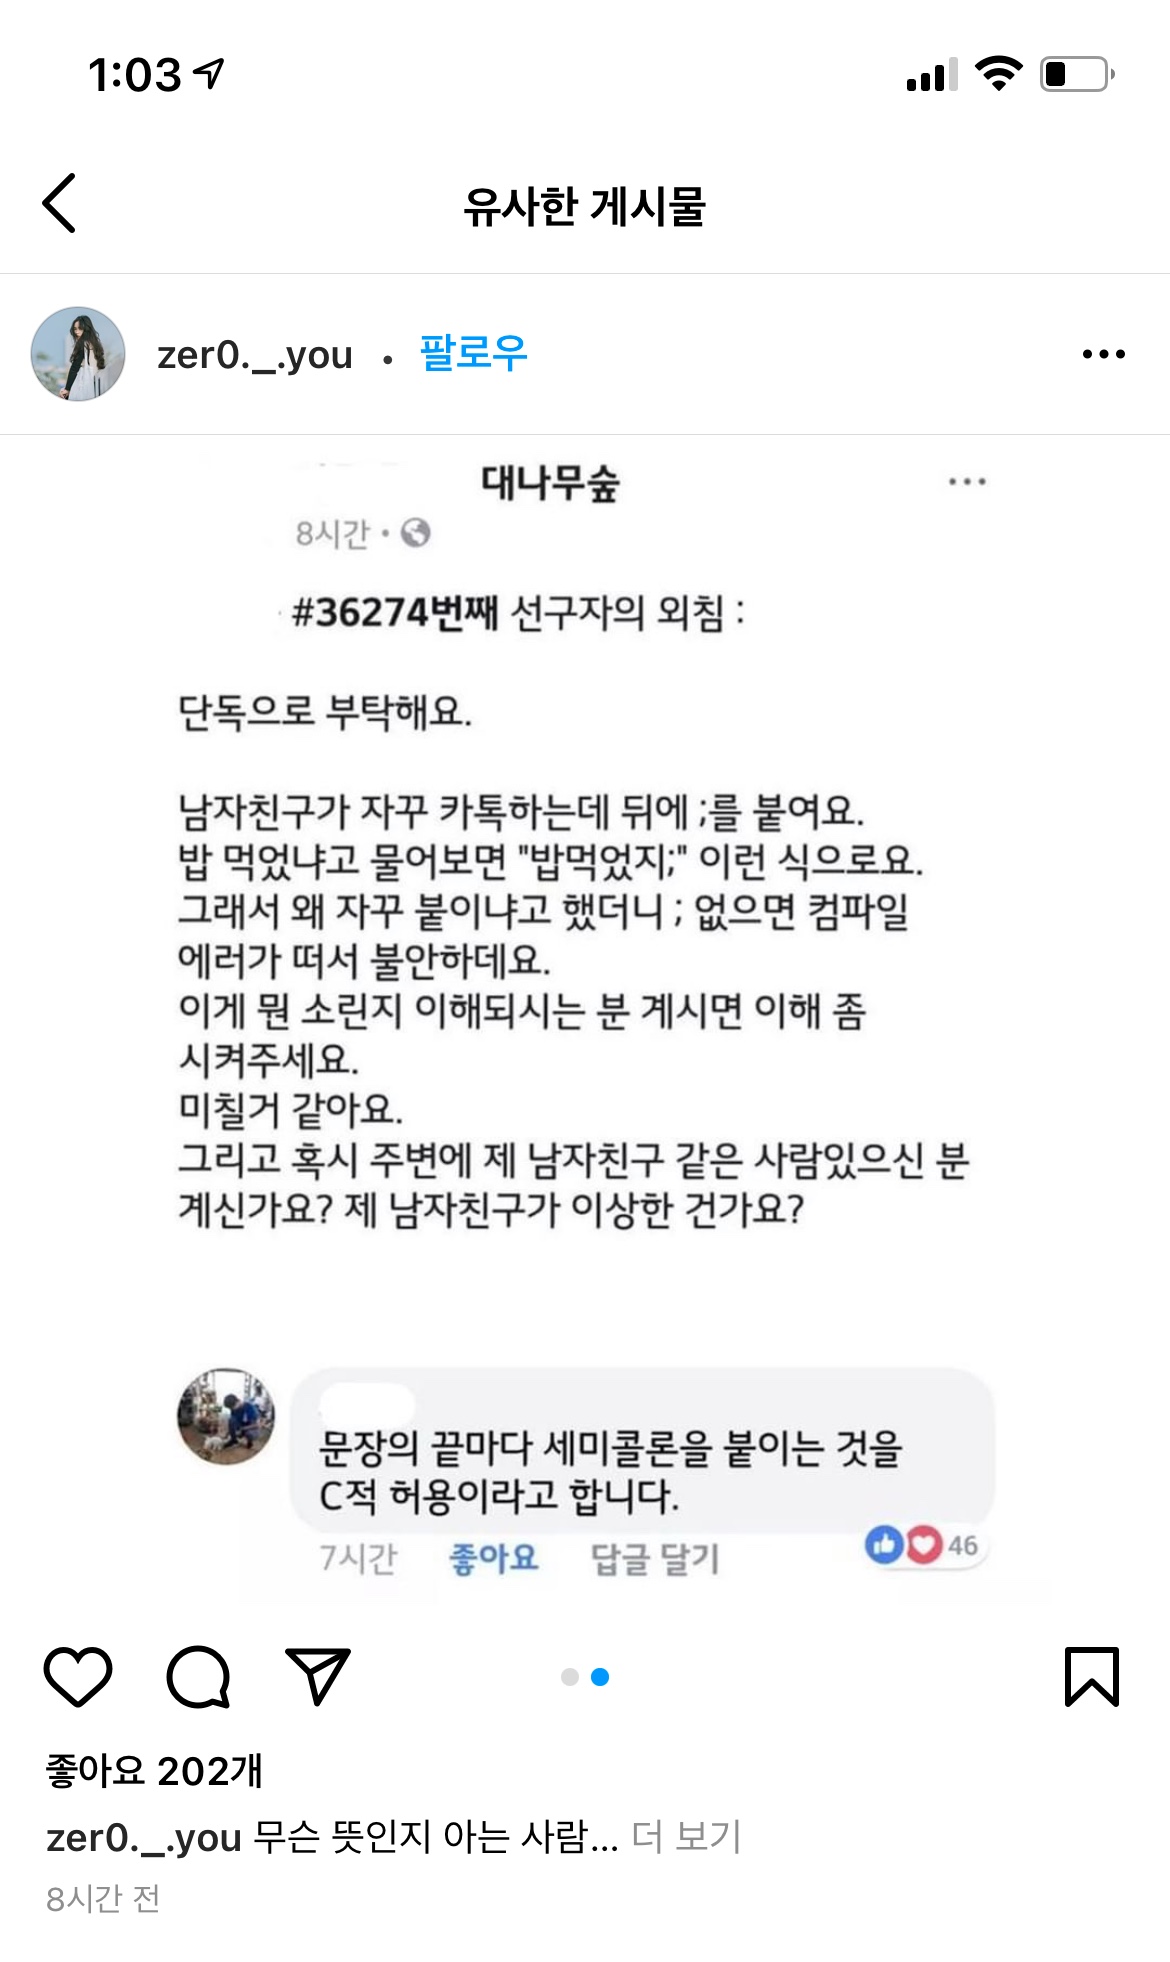 1:03
유사한 게시물
zer0._.you • 팔로우
대나무숲
8시간 •
#36274번째 선구자의 외침 :
단독으로 부탁해요.
남자친구가 자꾸 카톡하는데 뒤에 ;를 붙여요.
밥 먹었냐고 물어보면 "밥먹었지;" 이런 식으로요.
그래서 왜 자꾸 붙이냐고 했더니 ; 없으면 컴파일
에러가 떠서 불안하데요.
이게 뭔 소린지 이해되시는 분 계시면 이해 좀
시켜주세요.
미칠거 같아요.
그리고 혹시 주변에 제 남자친구 같은 사람있으신 분
계신가요? 제 남자친구가 이상한 건가요?
문장의 끝마다 세미콜론을 붙이는 것을
C적 허용이라고 합니다.
7시간 좋아요 답글 달기 46
좋아요 202개
zer0._.you 무슨 뜻인지 아는 사람... 더 보기
8시간 전